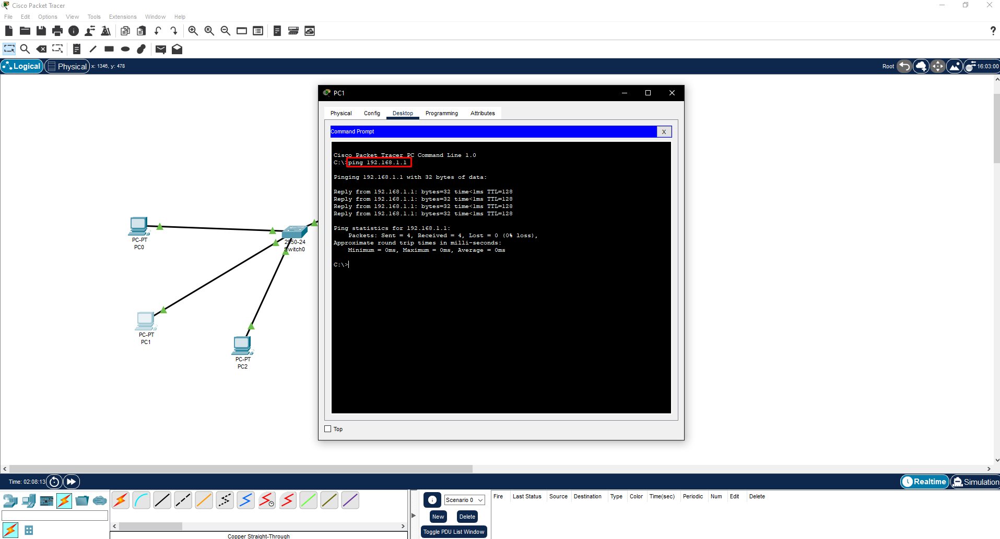 Cisco Packet Tracer
File Edit Options View Tools Extensions Window Help
?
Logical Physical x: 1346, y: 478 Root 16:03:00
PC1
Physical Config Desktop Programming Attributes
Command Prompt X
Cisco Packet Tracer PC Command Line 1.0
C:\>ping 192.168.1.1
Pinging 192.168.1.1 with 32 bytes of data:
Reply from 192.168.1.1: bytes=32 time<1ms TTL=128
Reply from 192.168.1.1: bytes=32 time<1ms TTL=128
Reply from 192.168.1.1: bytes=32 time<1ms TTL=128
Reply from 192.168.1.1: bytes=32 time<1ms TTL=128
Ping statistics for 192.168.1.1:
Packets: Sent = 4, Received = 4, Lost = 0 (0% loss),
Approximate round trip times in milli-seconds:
Minimum = 0ms, Maximum = 0ms, Average = 0ms
C:\>
Top
PC-PT
PC0
2950-24
Switch0
PC-PT
PC1
PC-PT
PC2
Time: 02:08:13 Realtime Simulation
Scenario 0
New Delete
Toggle PDU List Window
Fire Last Status Source Destination Type Color Time(sec) Periodic Num Edit Delete
Copper Straight-Through